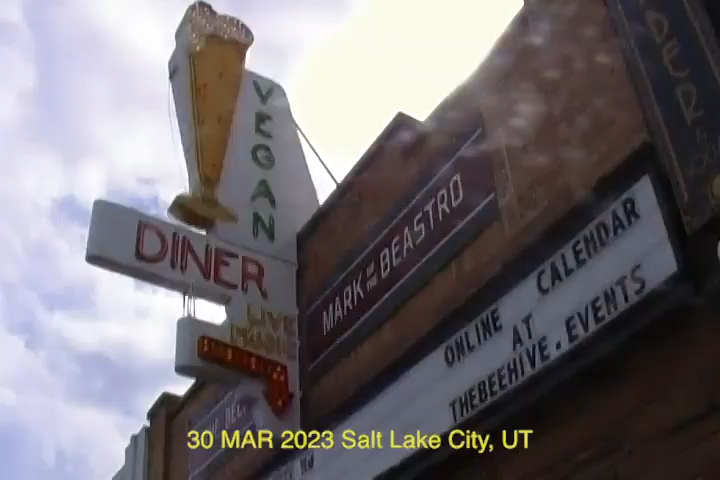 VEGAN
DINER
LIVE
MUSIC
MARK OF THE BEASTRO
ONLINE CALENDAR
AT
THEBEEHIVE.EVENTS
30 MAR 2023 Salt Lake City, UT